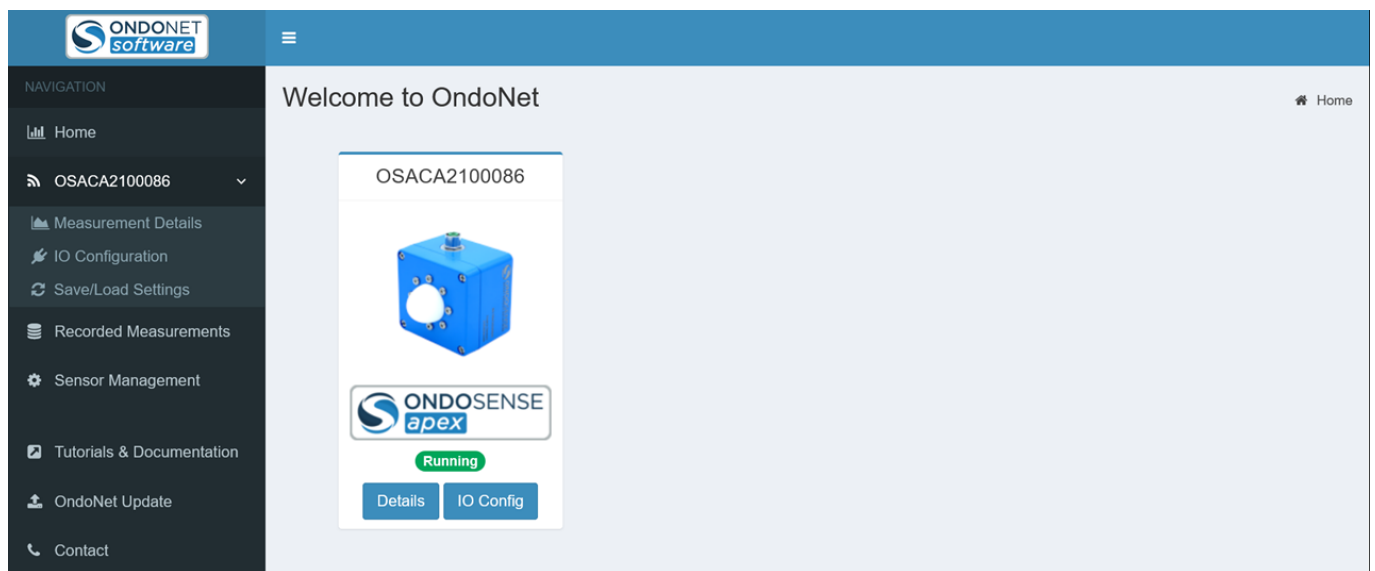 ONDONET
software
NAVIGATION
Home
OSACA2100086
Measurement Details
IO Configuration
Save/Load Settings
Recorded Measurements
Sensor Management
Tutorials & Documentation
OndoNet Update
Contact
Welcome to OndoNet
Home
OSACA2100086
ONDOSENSE
apex
Running
Details
IO Config